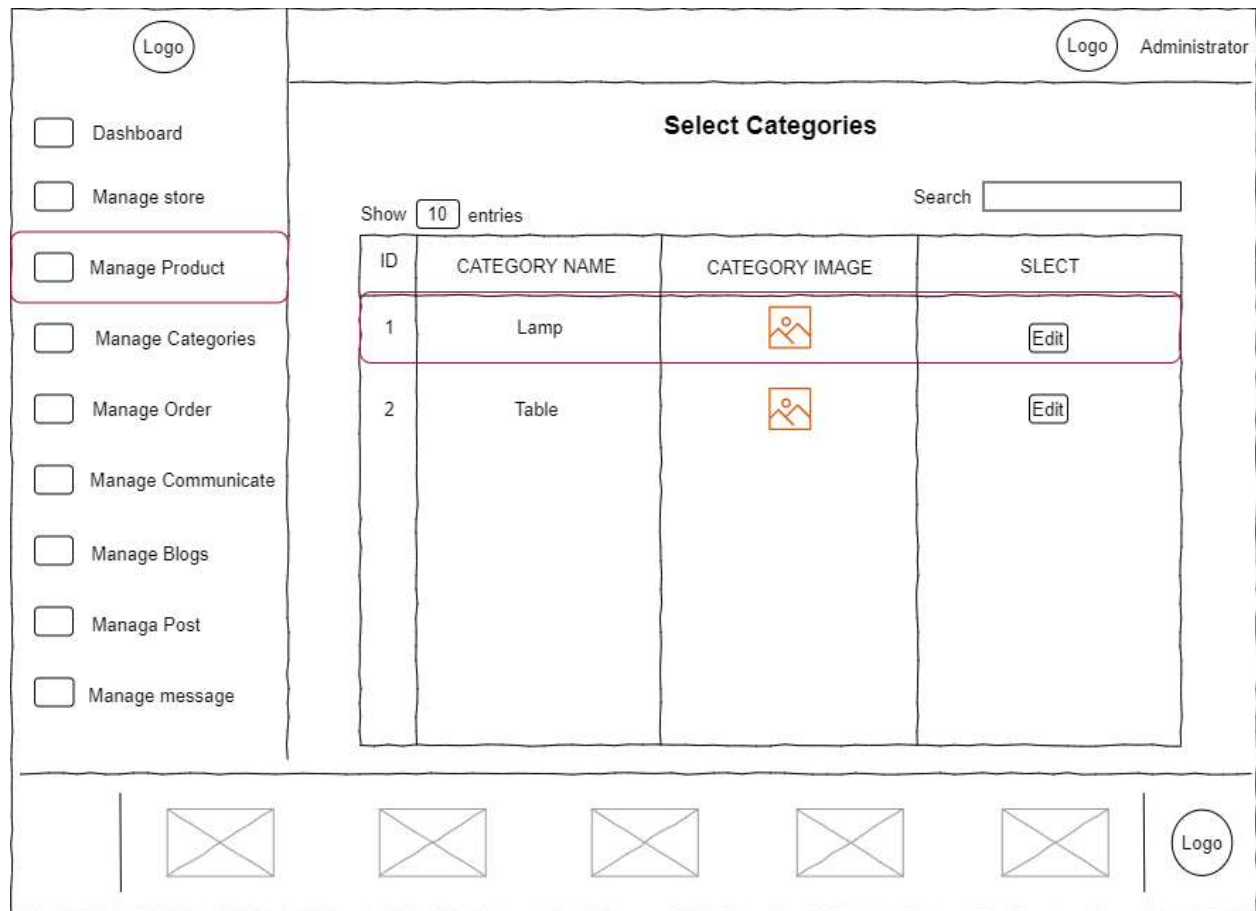 Logo
Logo Administrator
Dashboard
Manage store
Manage Product
Manage Categories
Manage Order
Manage Communicate
Manage Blogs
Managa Post
Manage message
Select Categories
Search
Show 10 entries
ID CATEGORY NAME CATEGORY IMAGE SLECT
1 Lamp Edit
2 Table Edit
Logo